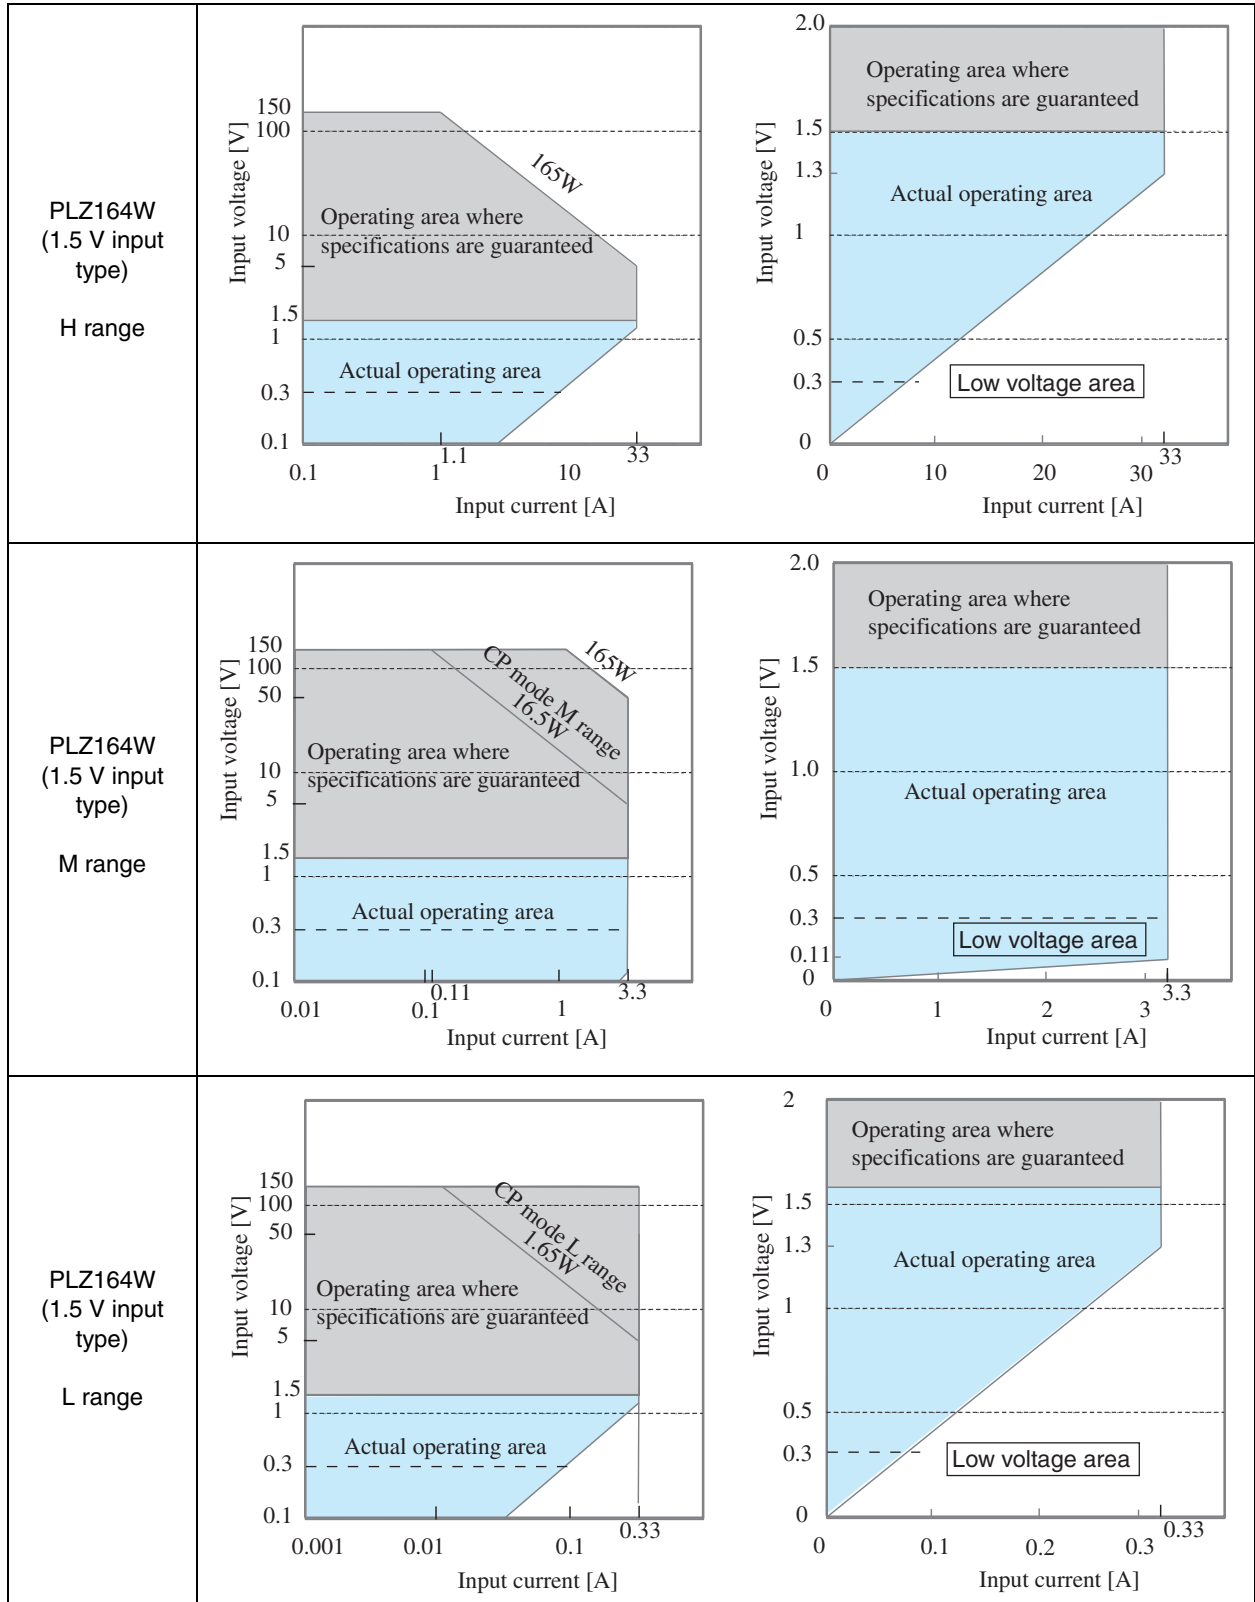 PLZ164W
(1.5 V input
type)
H range
Input voltage [V]
150
100
10
5
1.5
1
0.3
0.1
165W
Operating area where
specifications are guaranteed
Actual operating area
0.1
1
1.1
10
33
Input current [A]
Input voltage [V]
2.0
1.5
1.3
1
0.5
0.3
0
Operating area where
specifications are guaranteed
Actual operating area
Low voltage area
0
10
20
30
33
Input current [A]
PLZ164W
(1.5 V input
type)
M range
Input voltage [V]
150
100
50
10
5
1.5
1
0.3
0.1
165W
CP mode M range
16.5W
Operating area where
specifications are guaranteed
Actual operating area
0.01
0.1
0.11
1
3.3
Input current [A]
Input voltage [V]
2.0
1.5
1.0
0.5
0.3
0.11
0
Operating area where
specifications are guaranteed
Actual operating area
Low voltage area
0
1
2
3
3.3
Input current [A]
PLZ164W
(1.5 V input
type)
L range
Input voltage [V]
150
100
50
10
5
1.5
1
0.3
0.1
CP mode L range
1.65W
Operating area where
specifications are guaranteed
Actual operating area
0.001
0.01
0.1
0.33
Input current [A]
Input voltage [V]
2
1.5
1.3
1
0.5
0.3
0
Operating area where
specifications are guaranteed
Actual operating area
Low voltage area
0
0.1
0.2
0.3
0.33
Input current [A]